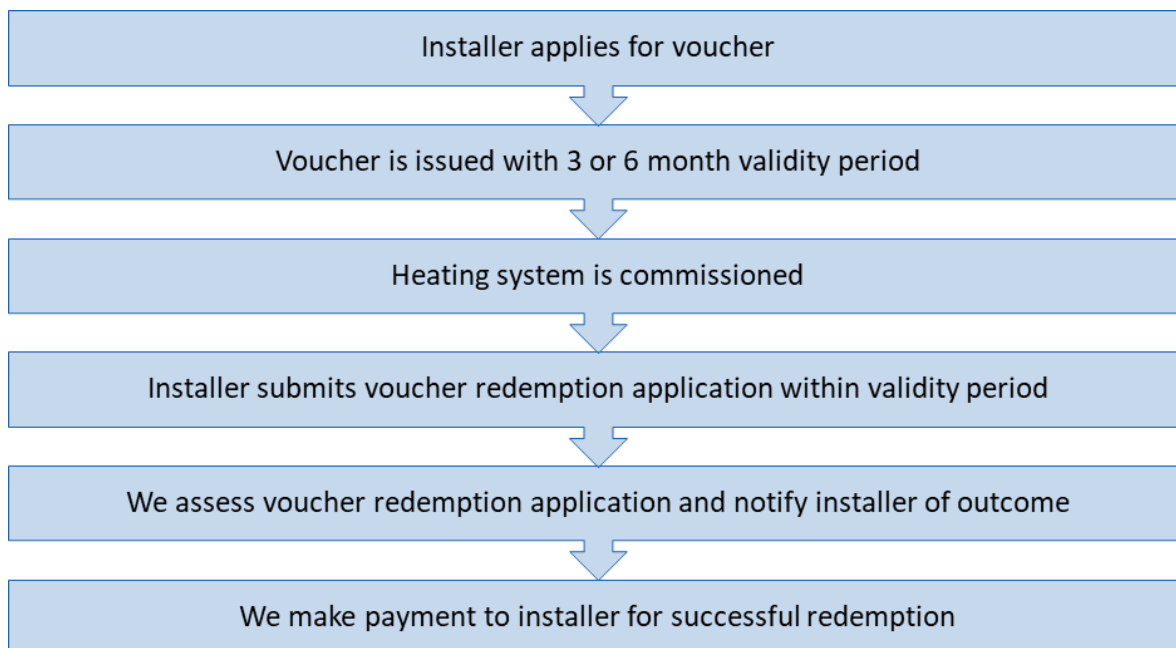 Installer applies for voucher
Voucher is issued with 3 or 6 month validity period
Heating system is commissioned
Installer submits voucher redemption application within validity period
We assess voucher redemption application and notify installer of outcome
We make payment to installer for successful redemption